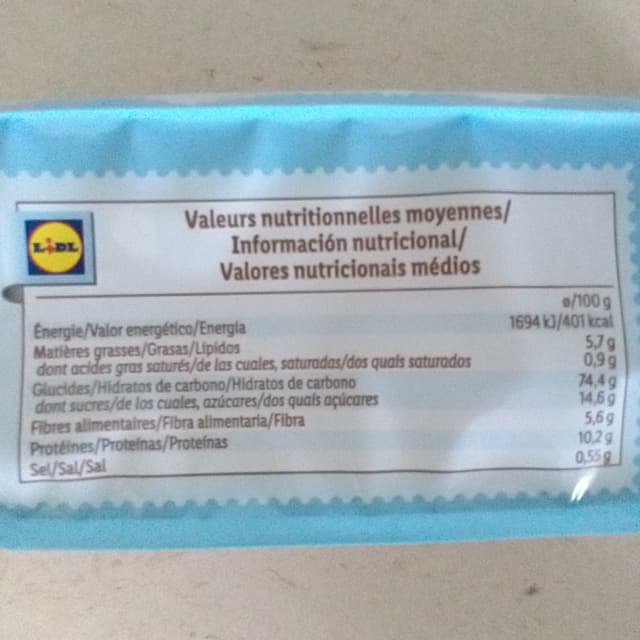 LIDL
Valeurs nutritionnelles moyennes/
Información nutricional/
Valores nutricionais médios
ø/100 g
Énergie/Valor energético/Energia 1694 kJ/401 kcal
Matières grasses/Grasas/Lípidos 5,7 g
dont acides gras saturés/de las cuales, saturadas/dos quais saturados 0,9 g
Glucides/Hidratos de carbono/Hidratos de carbono 74,4 g
dont sucres/de los cuales, azúcares/dos quais açúcares 14,6 g
Fibres alimentaires/Fibra alimentaria/Fibra 5,6 g
Protéines/Proteínas/Proteínas 10,2 g
Sel/Sal/Sal 0,55 g